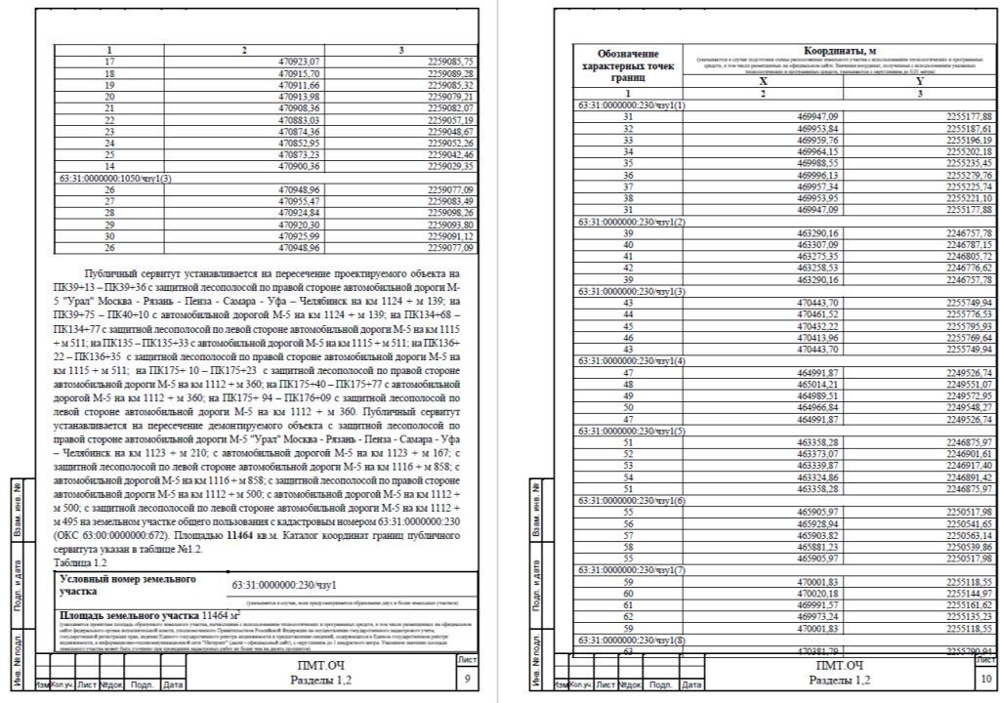 1 2 3
17 470923,07 2259085,75
18 470915,70 2259089,28
19 470911,66 2259085,32
20 470913,98 2259079,21
21 470908,36 2259082,07
22 470883,03 2259057,19
23 470874,36 2259048,67
24 470852,95 2259052,26
25 470873,23 2259042,46
14 470900,36 2259029,35
63:31:0000000:1050/чзу1(3)
26 470948,96 2259077,09
27 470955,47 2259083,49
28 470924,84 2259098,26
29 470920,30 2259093,80
30 470925,99 2259091,12
26 470948,96 2259077,09
Публичный сервитут устанавливается на пересечение проектируемого объекта на
ПК39+13 – ПК39+36 с защитной лесополосой по правой стороне автомобильной дороги М-
5 "Урал" Москва - Рязань - Пенза - Самара - Уфа – Челябинск на км 1124 + м 139; на
ПК39+75 – ПК40+10 с автомобильной дорогой М-5 на км 1124 + м 139; на ПК134+68 –
ПК134+77 с защитной лесополосой по левой стороне автомобильной дороги М-5 на км 1115
+ м 511; на ПК135 – ПК135+33 с автомобильной дорогой М-5 на км 1115 + м 511; на ПК136+
22 – ПК136+35 с защитной лесополосой по правой стороне автомобильной дороги М-5 на
км 1115 + м 511; на ПК175+ 10 – ПК175+23 с защитной лесополосой по правой стороне
автомобильной дороги М-5 на км 1112 + м 360; на ПК175+40 – ПК175+77 с автомобильной
дорогой М-5 на км 1112 + м 360; на ПК175+ 94 – ПК176+09 с защитной лесополосой по
левой стороне автомобильной дороги М-5 на км 1112 + м 360. Публичный сервитут
устанавливается на пересечение демонтируемого объекта с защитной лесополосой по
правой стороне автомобильной дороги М-5 "Урал" Москва - Рязань - Пенза - Самара - Уфа
– Челябинск на км 1123 + м 210; с автомобильной дорогой М-5 на км 1123 + м 167; с
защитной лесополосой по левой стороне автомобильной дороги М-5 на км 1116 + м 858; с
автомобильной дорогой М-5 на км 1116 + м 858; с защитной лесополосой по правой стороне
автомобильной дороги М-5 на км 1112 + м 500; с автомобильной дорогой М-5 на км 1112 +
м 500; с защитной лесополосой по левой стороне автомобильной дороги М-5 на км 1112 +
м 495 на земельном участке общего пользования с кадастровым номером 63:31:0000000:230
(ОКС 63:00:0000000:672). Площадью 11464 кв.м. Каталог координат границ публичного
сервитута указан в таблице №1.2.
Таблица 1.2
Условный номер земельного
участка 63:31:0000000:230/чзу1
(указывается в случае, если предусматривается образование двух и более земельных участков)
Площадь земельного участка 11464 м²
Взам. инв. №
Подп. и дата
Инв. № подл.
Изм Кол.уч. Лист №док. Подп. Дата
ПМТ.ОЧ
Разделы 1,2
Лист
9
Обозначение
характерных точек
границ
Координаты, м
X Y
1 2 3
63:31:0000000:230/чзу1(1)
31 469947,09 2255177,88
32 469953,84 2255187,61
33 469959,76 2255196,19
34 469964,15 2255202,18
35 469988,55 2255235,45
36 469996,13 2255279,76
37 469957,34 2255225,74
38 469953,95 2255221,10
31 469947,09 2255177,88
63:31:0000000:230/чзу1(2)
39 463290,16 2246757,78
40 463307,09 2246787,15
41 463275,35 2246805,72
42 463258,53 2246776,62
39 463290,16 2246757,78
63:31:0000000:230/чзу1(3)
43 470443,70 2255749,94
44 470461,52 2255776,53
45 470432,22 2255795,93
46 470413,96 2255769,64
43 470443,70 2255749,94
63:31:0000000:230/чзу1(4)
47 464991,87 2249526,74
48 465014,21 2249551,07
49 464989,51 2249572,95
50 464966,84 2249548,27
47 464991,87 2249526,74
63:31:0000000:230/чзу1(5)
51 463358,28 2246875,97
52 463373,07 2246901,61
53 463339,87 2246917,40
54 463324,86 2246891,42
51 463358,28 2246875,97
63:31:0000000:230/чзу1(6)
55 465905,97 2250517,98
56 465928,94 2250541,65
57 465903,82 2250563,14
58 465881,23 2250539,86
55 465905,97 2250517,98
63:31:0000000:230/чзу1(7)
59 470001,83 2255118,55
60 470020,18 2255144,97
61 469991,57 2255161,62
62 469973,24 2255135,23
59 470001,83 2255118,55
63:31:0000000:230/чзу1(8)
63 470381,79 2255790,94
Взам. инв. №
Подп. и дата
Инв. № подл.
Изм Кол.уч. Лист №док. Подп. Дата
ПМТ.ОЧ
Разделы 1,2
Лист
10